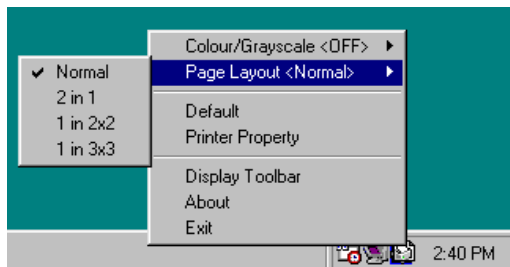 Colour/Grayscale <OFF>
Page Layout <Normal>
Normal
2 in 1
1 in 2x2
1 in 3x3
Default
Printer Property
Display Toolbar
About
Exit
2:40 PM